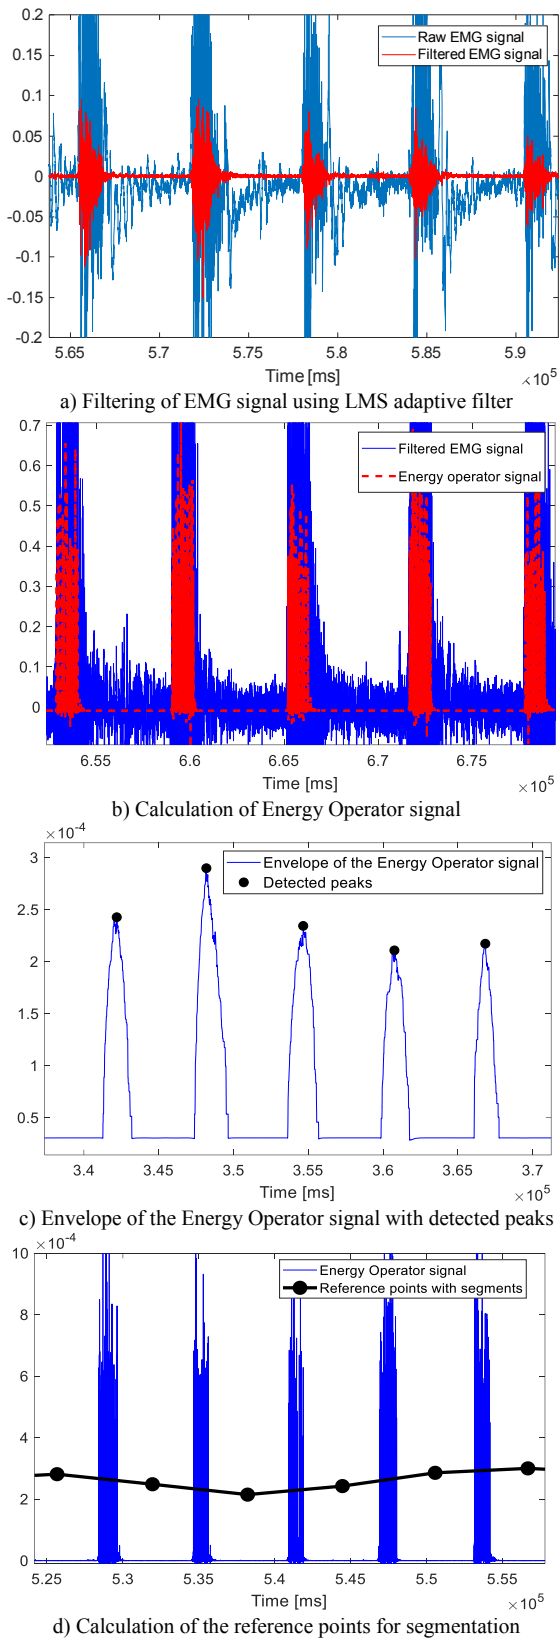 0.2
0.15
0.1
0.05
0
-0.05
-0.1
-0.15
-0.2
Raw EMG signal
Filtered EMG signal
5.65 5.7 5.75 5.8 5.85 5.9
Time [ms]
×10⁵
a) Filtering of EMG signal using LMS adaptive filter
0.7
0.6
0.5
0.4
0.3
0.2
0.1
0
Filtered EMG signal
Energy operator signal
6.55 6.6 6.65 6.7 6.75
Time [ms]
×10⁵
b) Calculation of Energy Operator signal
×10⁻⁴
3
2.5
2
1.5
1
0.5
Envelope of the Energy Operator signal
Detected peaks
3.4 3.45 3.5 3.55 3.6 3.65 3.7
Time [ms]
×10⁵
c) Envelope of the Energy Operator signal with detected peaks
×10⁻⁴
10
8
6
4
2
0
Energy Operator signal
Reference points with segments
5.25 5.3 5.35 5.4 5.45 5.5 5.55
Time [ms]
×10⁵
d) Calculation of the reference points for segmentation